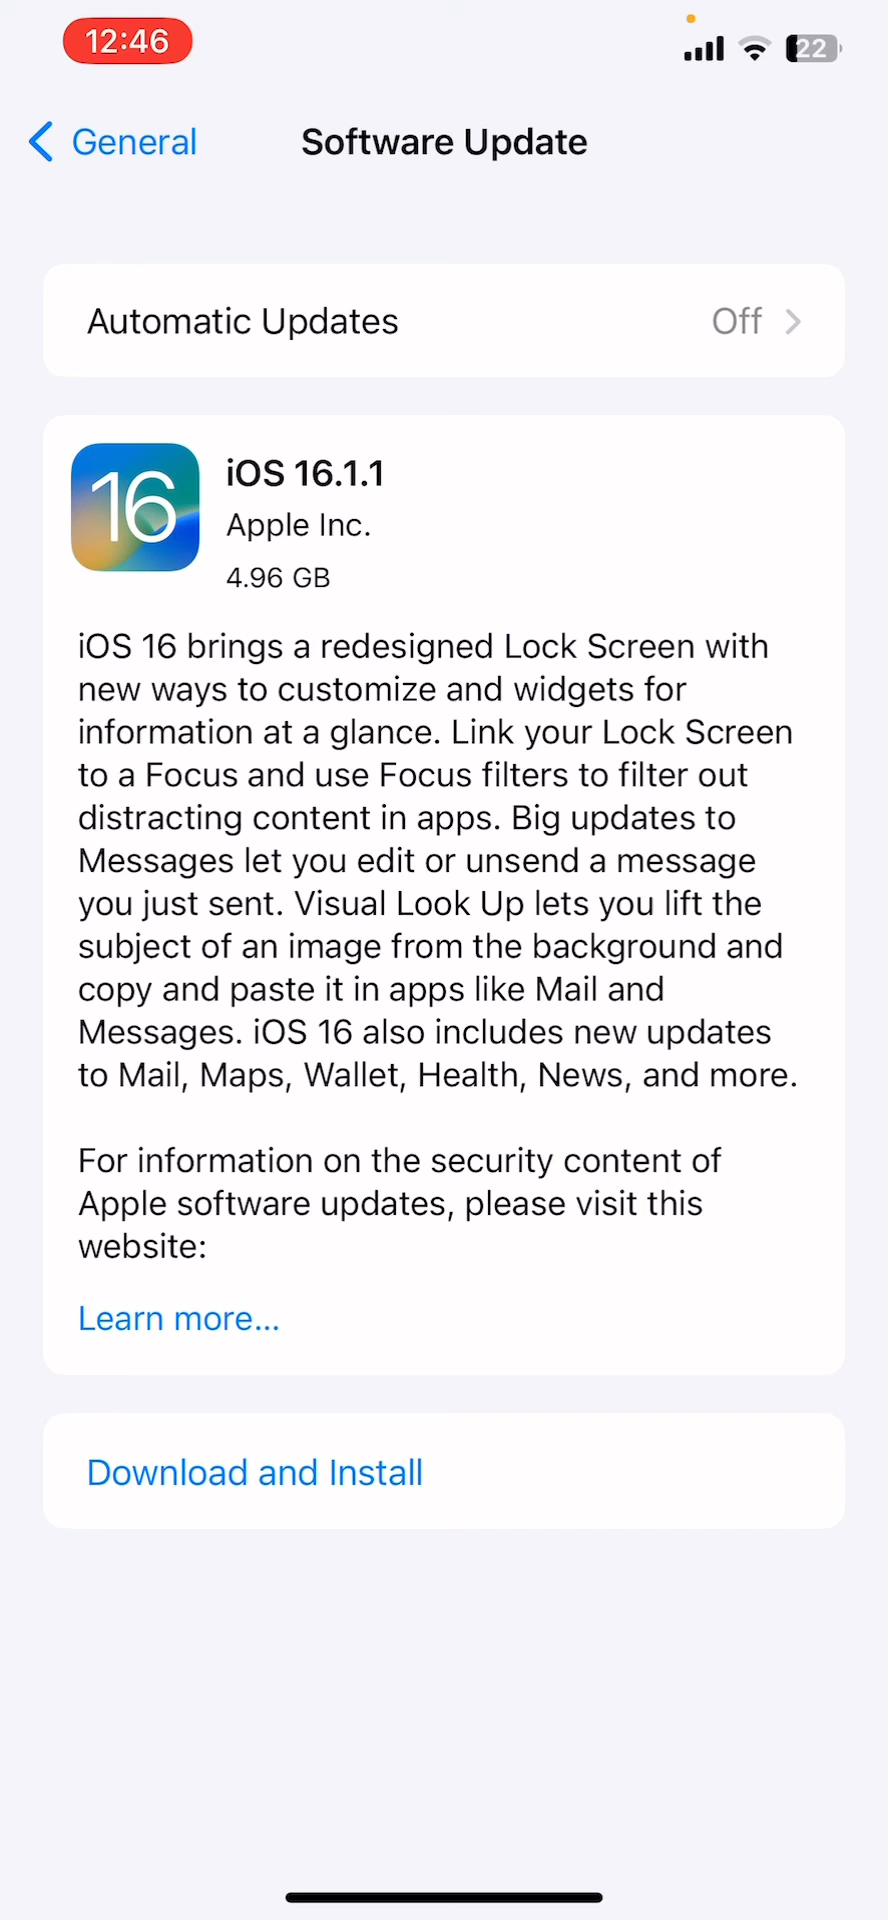 12:46
22
General
Software Update
Automatic Updates
Off
16
iOS 16.1.1
Apple Inc.
4.96 GB
iOS 16 brings a redesigned Lock Screen with
new ways to customize and widgets for
information at a glance. Link your Lock Screen
to a Focus and use Focus filters to filter out
distracting content in apps. Big updates to
Messages let you edit or unsend a message
you just sent. Visual Look Up lets you lift the
subject of an image from the background and
copy and paste it in apps like Mail and
Messages. iOS 16 also includes new updates
to Mail, Maps, Wallet, Health, News, and more.
For information on the security content of
Apple software updates, please visit this
website:
Learn more...
Download and Install